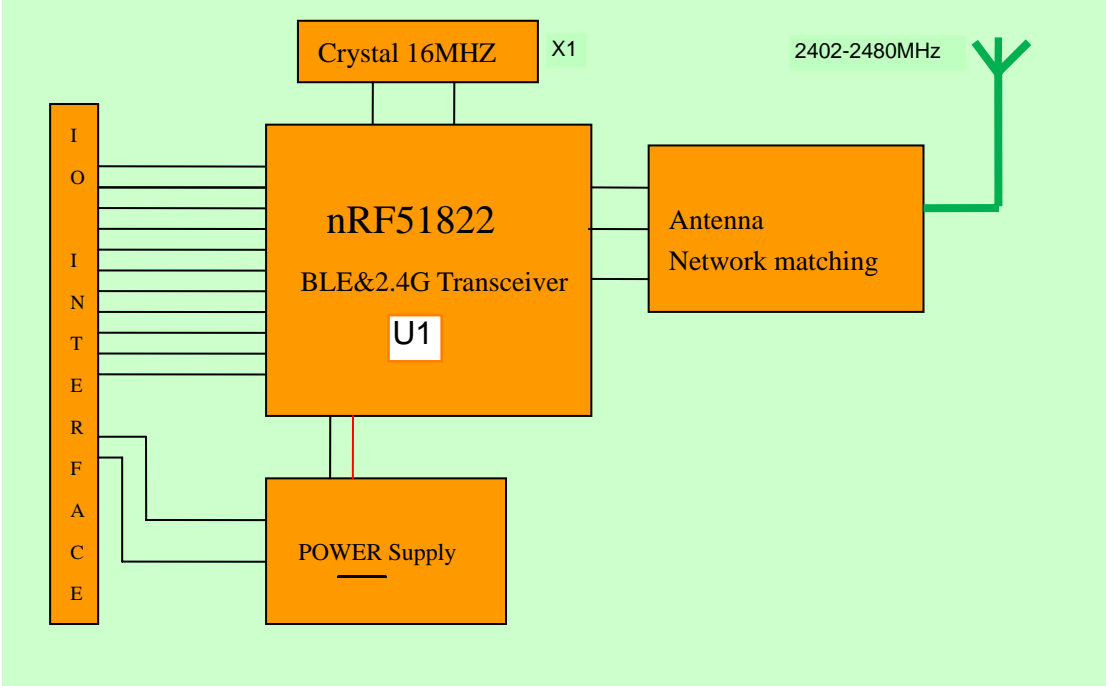 Crystal 16MHZ
X1
2402-2480MHz
IO INTERFACE
nRF51822
BLE&2.4G Transceiver
U1
Antenna
Network matching
POWER Supply